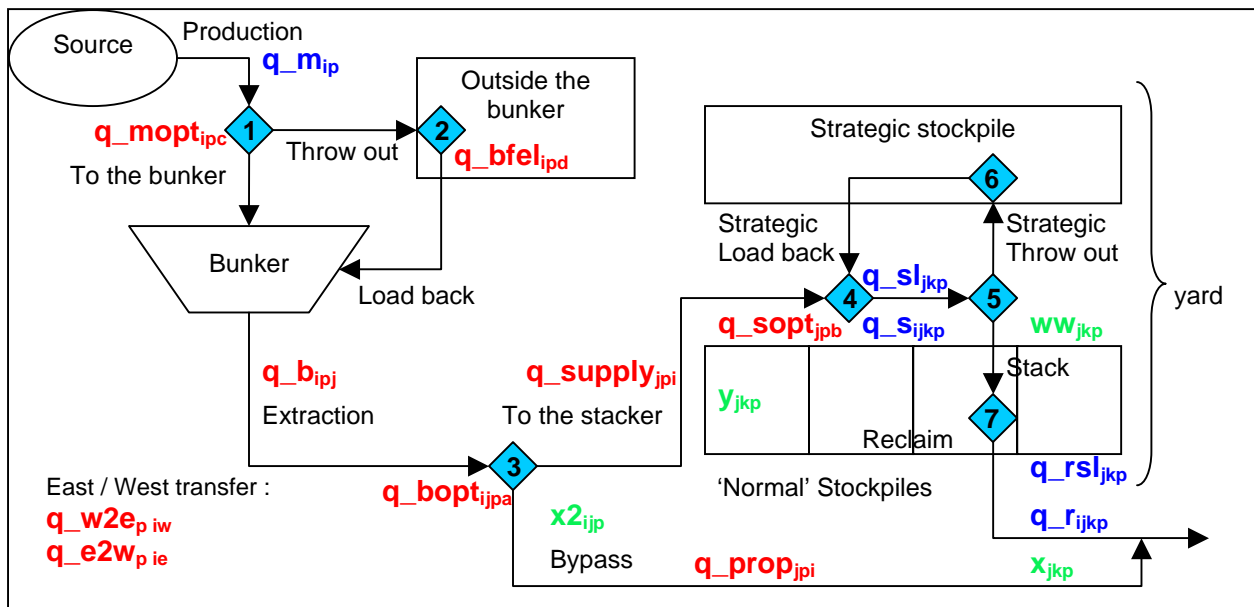 Source
Production
q_m_ip
q_mopt_ipc
1
Throw out
To the bunker
Outside the
bunker
2
q_bfel_ipd
Bunker
Load back
q_b_ipj
Extraction
q_supply_jpi
To the stacker
3
q_bopt_ijpa
x2_ijp
Bypass
q_prop_jpi
East / West transfer :
q_w2e_p iw
q_e2w_p ie
Strategic stockpile
6
Strategic
Load back
Strategic
Throw out
4
q_sl_jkp
5
q_sopt_jpb
q_s_ijkp
ww_jkp
Stack
y_jkp
7
Reclaim
'Normal' Stockpiles
q_rsl_jkp
q_r_ijkp
x_jkp
yard